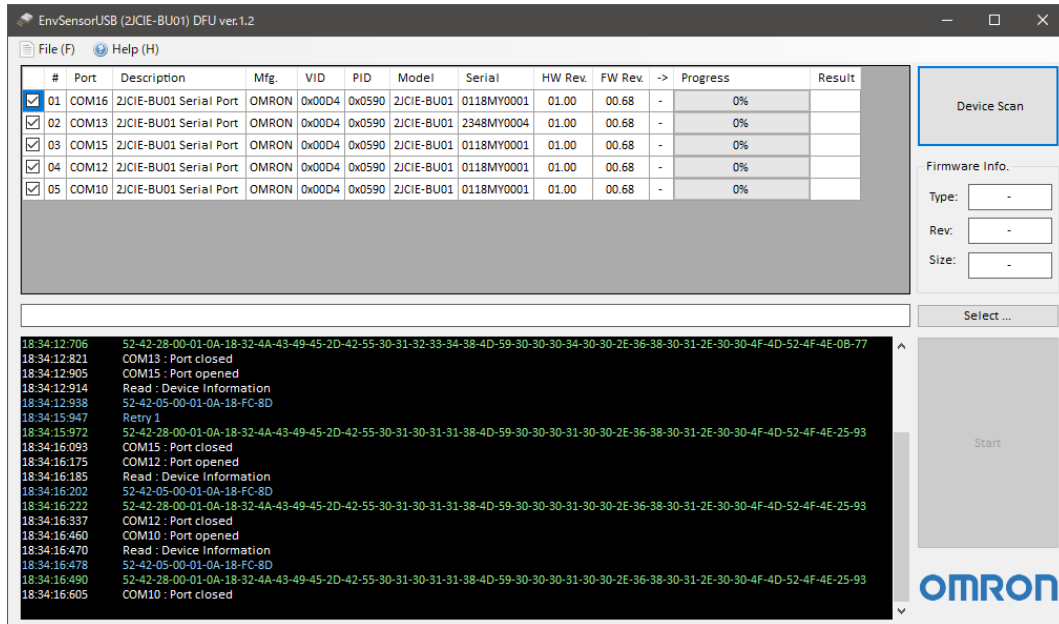 EnvSensorUSB (2JCIE-BU01) DFU ver.1.2
File (F) Help (H)
# Port Description Mfg. VID PID Model Serial HW Rev. FW Rev. -> Progress Result
01 COM16 2JCIE-BU01 Serial Port OMRON 0x00D4 0x0590 2JCIE-BU01 0118MY0001 01.00 00.68 - 0%
02 COM13 2JCIE-BU01 Serial Port OMRON 0x00D4 0x0590 2JCIE-BU01 2348MY0004 01.00 00.68 - 0%
03 COM15 2JCIE-BU01 Serial Port OMRON 0x00D4 0x0590 2JCIE-BU01 0118MY0001 01.00 00.68 - 0%
04 COM12 2JCIE-BU01 Serial Port OMRON 0x00D4 0x0590 2JCIE-BU01 0118MY0001 01.00 00.68 - 0%
05 COM10 2JCIE-BU01 Serial Port OMRON 0x00D4 0x0590 2JCIE-BU01 0118MY0001 01.00 00.68 - 0%
Device Scan
Firmware Info.
Type: -
Rev: -
Size: -
Select ...
18:34:12:706 52-42-28-00-01-0A-18-32-4A-43-49-45-2D-42-55-30-31-32-33-34-38-4D-59-30-30-30-34-30-30-2E-36-38-30-31-2E-30-30-4F-4D-52-4F-4E-0B-77
18:34:12:821 COM13 : Port closed
18:34:12:905 COM15 : Port opened
18:34:12:914 Read : Device Information
18:34:12:938 52-42-05-00-01-0A-18-FC-8D
18:34:15:947 Retry 1
18:34:15:972 52-42-28-00-01-0A-18-32-4A-43-49-45-2D-42-55-30-31-30-31-31-38-4D-59-30-30-30-31-30-30-2E-36-38-30-31-2E-30-30-4F-4D-52-4F-4E-25-93
18:34:16:093 COM15 : Port closed
18:34:16:175 COM12 : Port opened
18:34:16:185 Read : Device Information
18:34:16:202 52-42-05-00-01-0A-18-FC-8D
18:34:16:222 52-42-28-00-01-0A-18-32-4A-43-49-45-2D-42-55-30-31-30-31-31-38-4D-59-30-30-30-31-30-30-2E-36-38-30-31-2E-30-30-4F-4D-52-4F-4E-25-93
18:34:16:337 COM12 : Port closed
18:34:16:460 COM10 : Port opened
18:34:16:470 Read : Device Information
18:34:16:478 52-42-05-00-01-0A-18-FC-8D
18:34:16:490 52-42-28-00-01-0A-18-32-4A-43-49-45-2D-42-55-30-31-30-31-31-38-4D-59-30-30-30-31-30-30-2E-36-38-30-31-2E-30-30-4F-4D-52-4F-4E-25-93
18:34:16:605 COM10 : Port closed
Start
OMRON